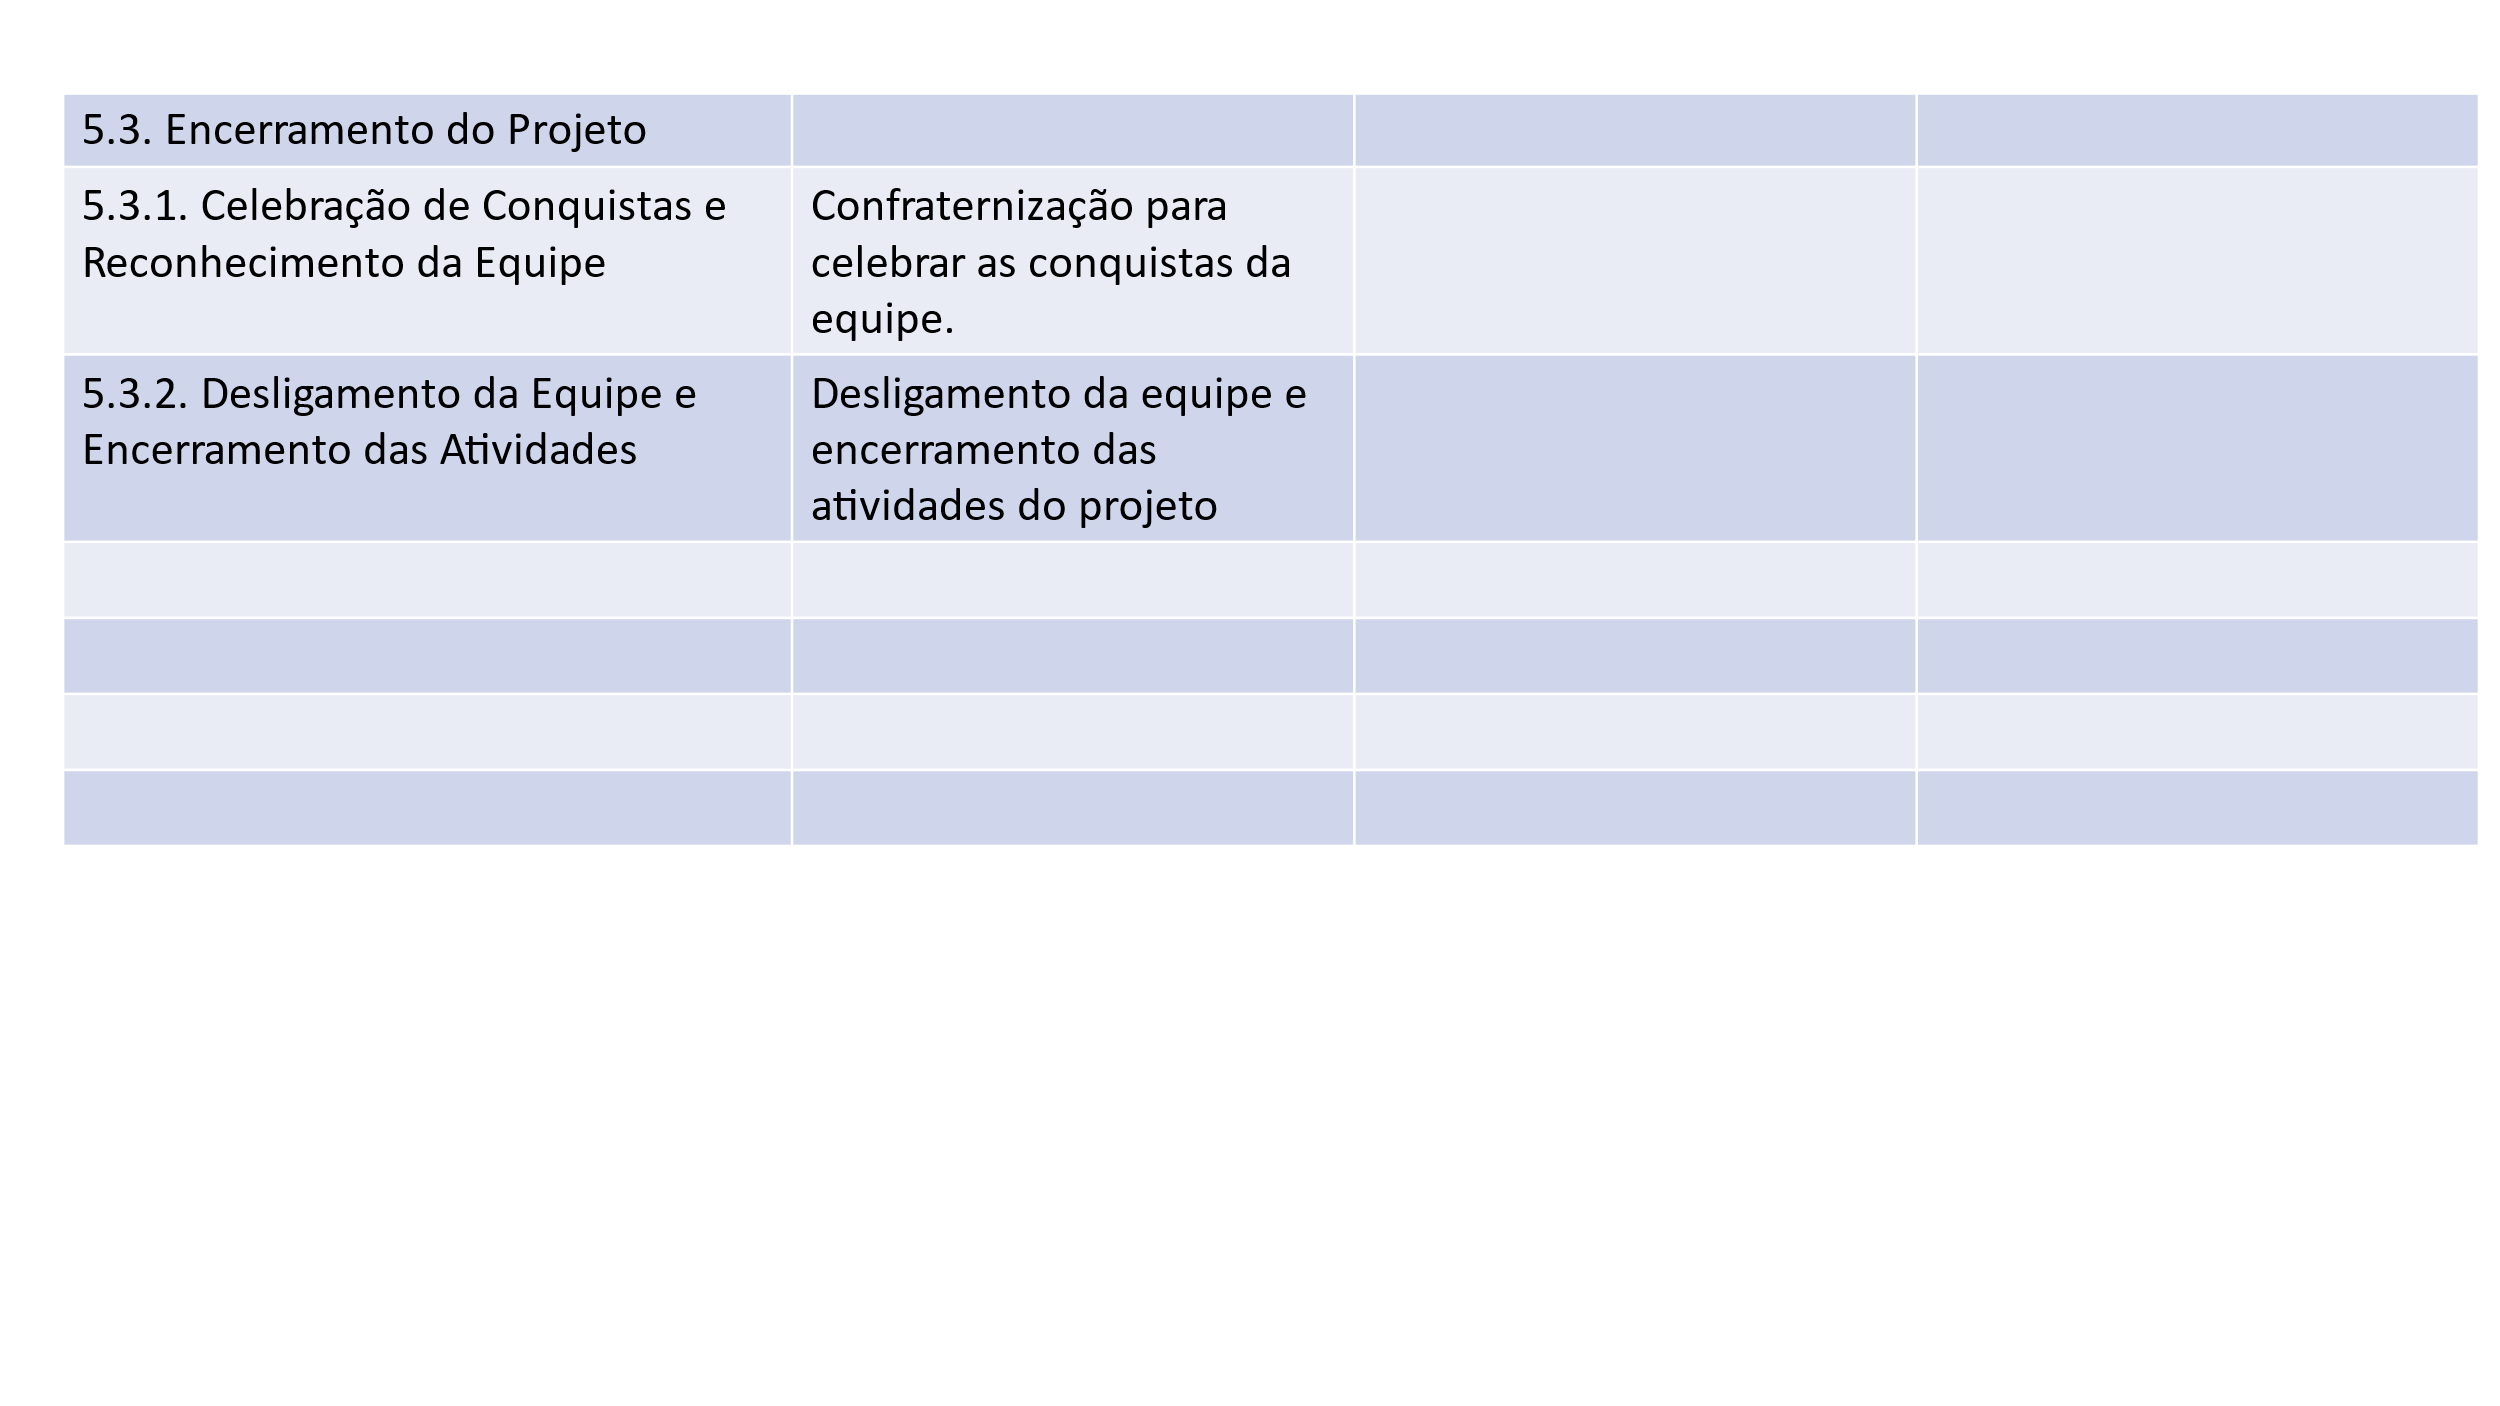 5.3. Encerramento do Projeto
5.3.1. Celebração de Conquistas e
Reconhecimento da Equipe
Confraternização para
celebrar as conquistas da
equipe.
5.3.2. Desligamento da Equipe e
Encerramento das Atividades
Desligamento da equipe e
encerramento das
atividades do projeto